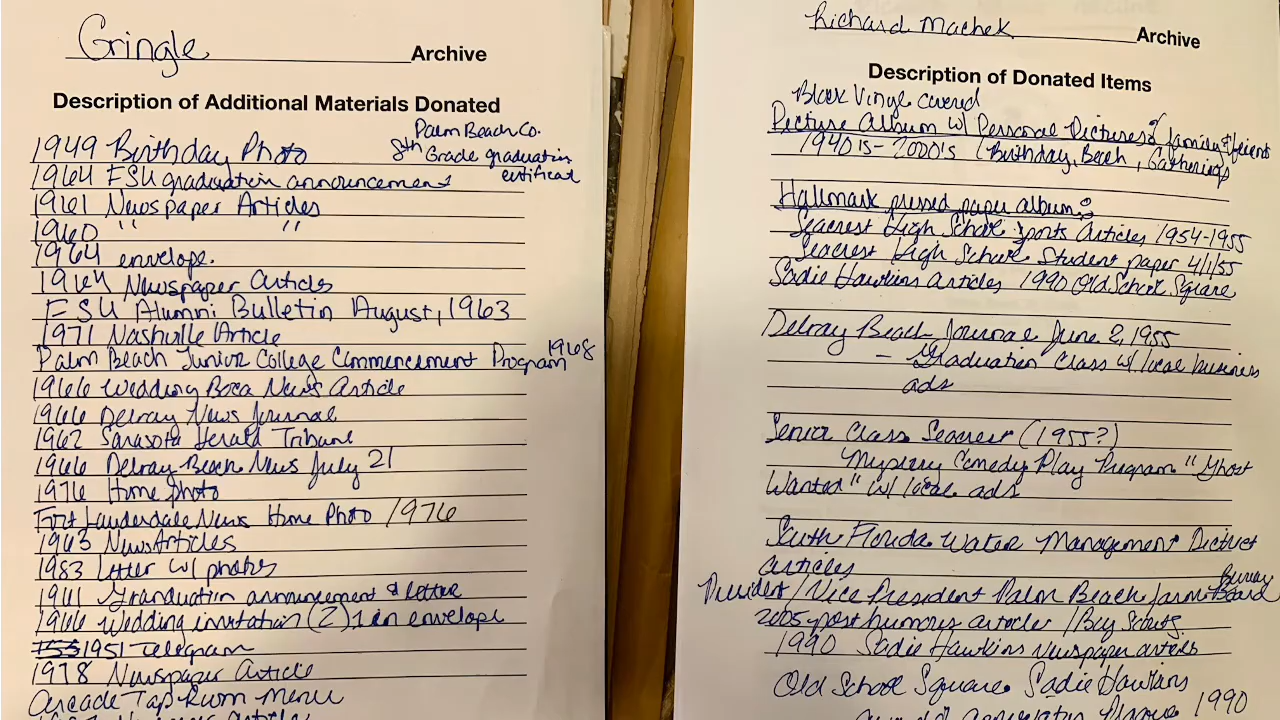 Gringle Archive
Description of Additional Materials Donated
Palm Beach Co.
8th Grade graduation
certificat
1949 Birthday Photo
1964 FSU graduation announcement
1961 Newspaper Articles
1960 " "
1964 envelope.
1964 Newspaper Articles
FSU Alumni Bulletin August, 1963
1971 Nashville Article
Palm Beach Junior College Commencement Program 1968
1966 Wedding Boca News Article
1966 Delray News Journal
1962 Sarasota Herald Tribune
1966 Delray Beach News July 21
1976 Home photo
Fort Lauderdale News Home Photo 1976
1963 News Articles
1983 letter w/ photos
1961 Granduation announcement & letter
1966 Wedding invitation (2) 1 in envelope
1951 Telegram
1978 Newspaper Article
Arcade Tap-Room Menu
Richard Machek Archive
Description of Donated Items
Black Vinyl covered
Picture Album w/ Personal Pictures of family & friends
1940's - 2000's (Birthday, Beach, Gatherings
Hallmark pressed paper album:
Seacrest High School Sports Articles 1954-1955
Seacrest High School Student paper 4/1/55
Sadie Hawkins Articles 1990 Old School Square
Delray Beach Journal June 2, 1955
- Graduation Class w/ local business
ads
Senior Class Seacrest (1955?)
Mystery Comedy Play Program "Ghost
Wanted" w/ local ads
South Florida Water Management District
articles
President/Vice President Palm Beach Farm Bureau Board
2005 post humous articles / Boy Scouts
1990 Sadie Hawkins Newspaper articles
Old School Square Sadie Hawkins
1990